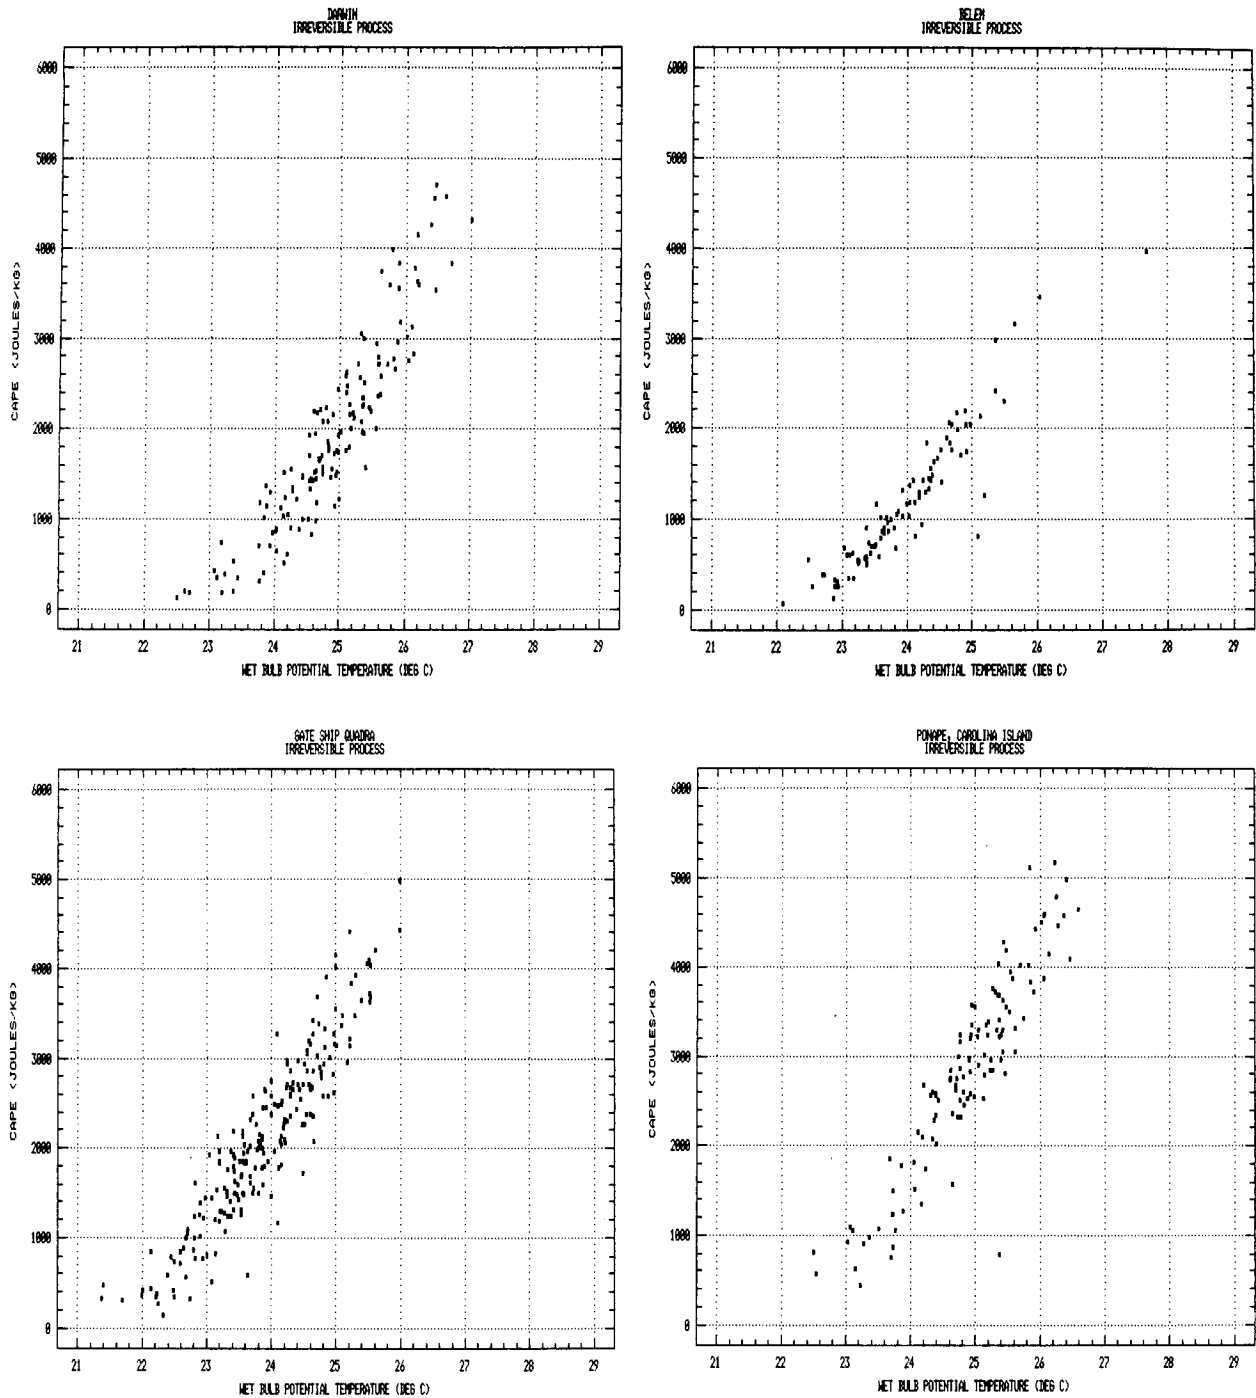 DARWIN
IRREVERSIBLE PROCESS
6000
5000
4000
3000
2000
1000
0
CAPE <JOULES/KG>
21 22 23 24 25 26 27 28 29
WET BULB POTENTIAL TEMPERATURE (DEG C)
BELEM
IRREVERSIBLE PROCESS
6000
5000
4000
3000
2000
1000
0
CAPE <JOULES/KG>
21 22 23 24 25 26 27 28 29
WET BULB POTENTIAL TEMPERATURE (DEG C)
GATE SHIP QUADRA
IRREVERSIBLE PROCESS
6000
5000
4000
3000
2000
1000
0
CAPE <JOULES/KG>
21 22 23 24 25 26 27 28 29
WET BULB POTENTIAL TEMPERATURE (DEG C)
PONAPE, CAROLINA ISLAND
IRREVERSIBLE PROCESS
6000
5000
4000
3000
2000
1000
0
CAPE <JOULES/KG>
21 22 23 24 25 26 27 28 29
WET BULB POTENTIAL TEMPERATURE (DEG C)